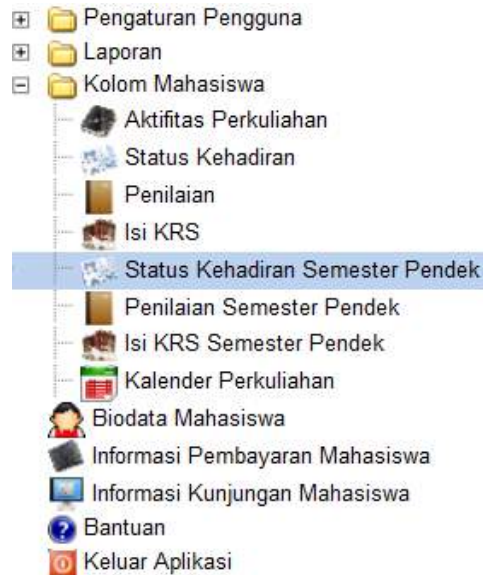 Pengaturan Pengguna
Laporan
Kolom Mahasiswa
Aktifitas Perkuliahan
Status Kehadiran
Penilaian
Isi KRS
Status Kehadiran Semester Pendek
Penilaian Semester Pendek
Isi KRS Semester Pendek
Kalender Perkuliahan
Biodata Mahasiswa
Informasi Pembayaran Mahasiswa
Informasi Kunjungan Mahasiswa
Bantuan
Keluar Aplikasi